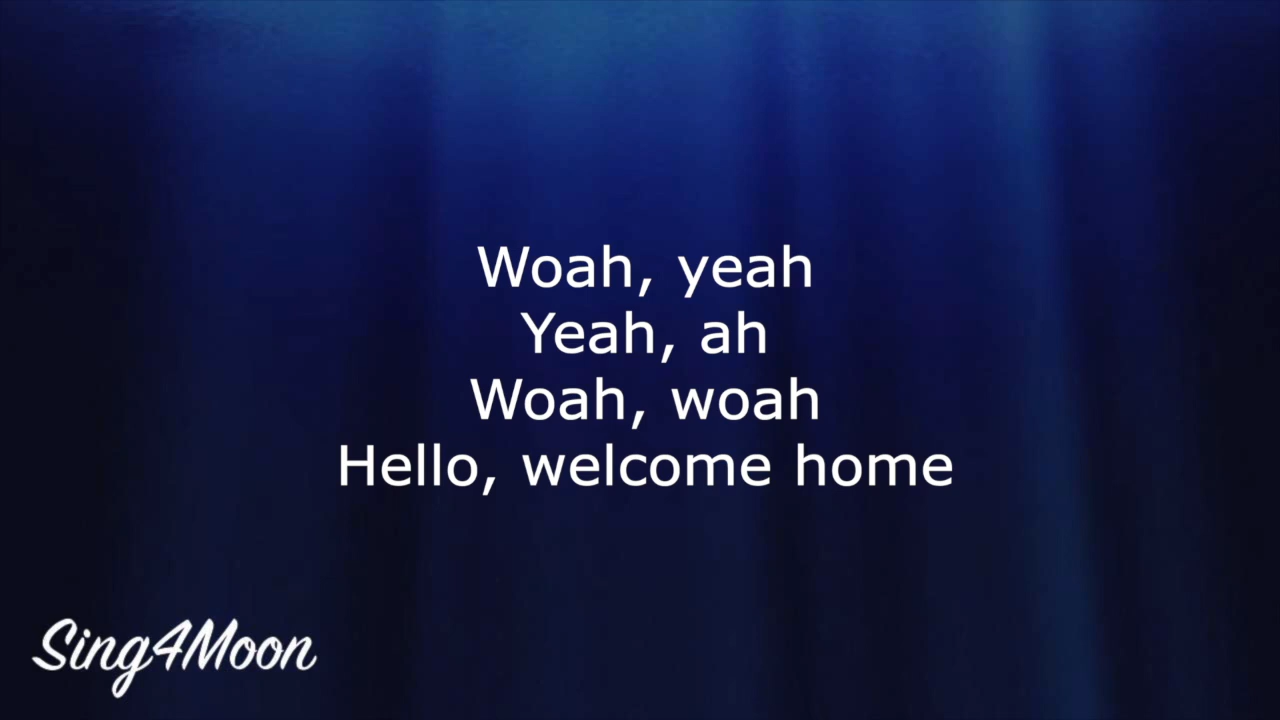 Woah, yeah
Yeah, ah
Woah, woah
Hello, welcome home
Sing4Moon